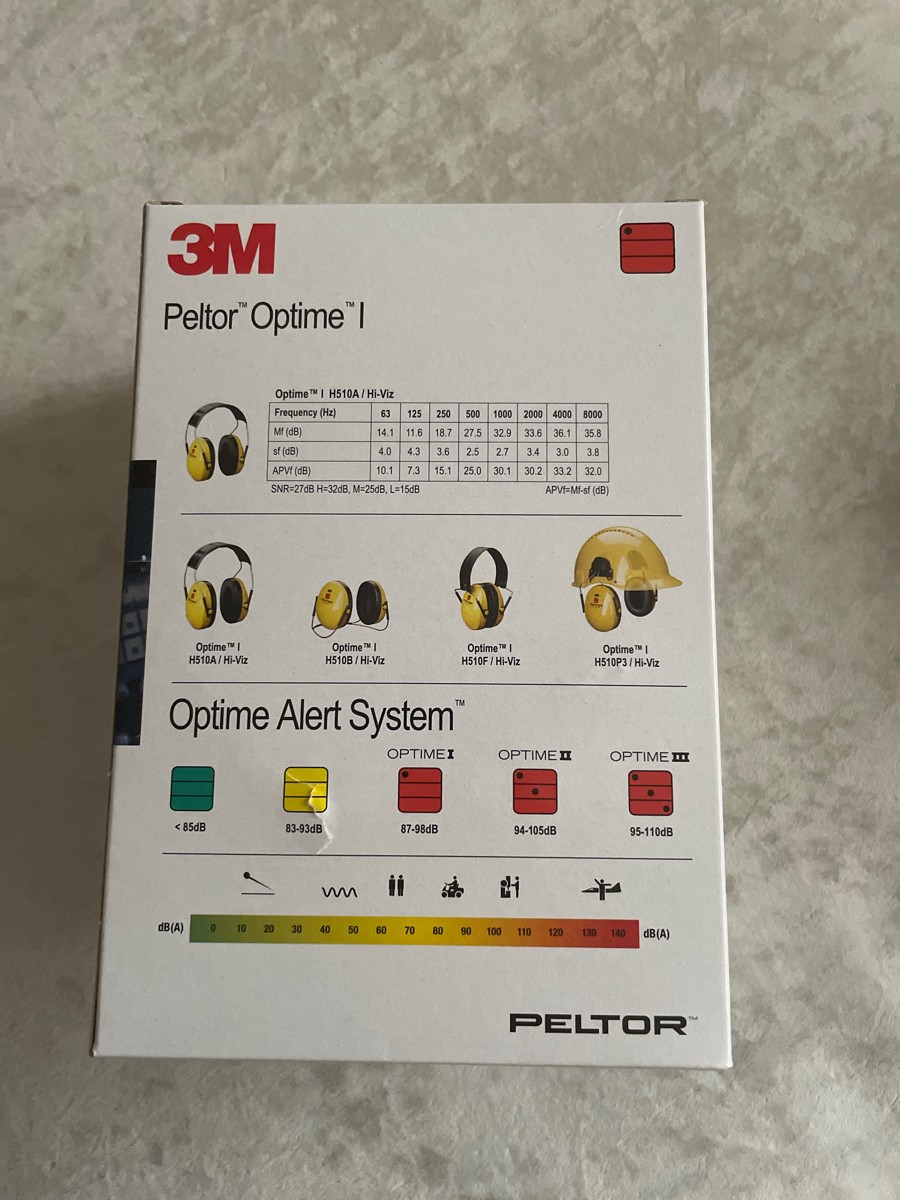 3M
Peltor™ Optime™ I
Optime™ I H510A / Hi-Viz
Frequency (Hz) 63 125 250 500 1000 2000 4000 8000
Mf (dB) 14.1 11.6 18.7 27.5 32.9 33.6 36.1 35.8
sf (dB) 4.0 4.3 3.6 2.5 2.7 3.4 3.0 3.8
APVf (dB) 10.1 7.3 15.1 25.0 30.1 30.2 33.2 32.0
SNR=27dB H=32dB, M=25dB, L=15dB APVf=Mf-sf (dB)
Optime™ I Optime™ I Optime™ I Optime™ I
H510A / Hi-Viz H510B / Hi-Viz H510F / Hi-Viz H510P3 / Hi-Viz
Optime Alert System™
OPTIME I OPTIME II OPTIME III
< 85dB 83-93dB 87-98dB 94-105dB 95-110dB
dB(A) 0 10 20 30 40 50 60 70 80 90 100 110 120 130 140 dB(A)
PELTOR™